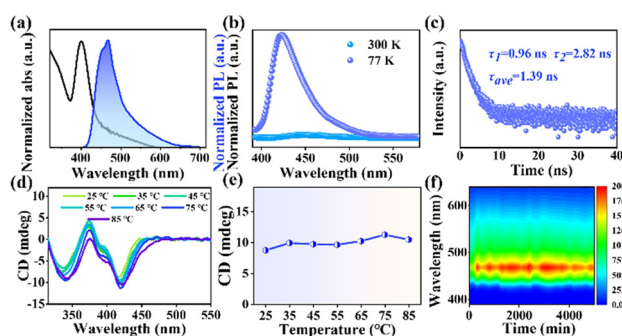 (a)
Normalized abs (a.u.)
Normalized PL (a.u.)
400 500 600 700
Wavelength (nm)
(b)
Normalized PL (a.u.)
300 K
77 K
400 450 500 550
Wavelength (nm)
(c)
Intensity (a.u.)
τ1=0.96 ns τ2=2.82 ns
τave=1.39 ns
0 10 20 30 40
Time (ns)
(d)
CD (mdeg)
10
5
0
-5
-10
-15
25 °C 35 °C 45 °C
55 °C 65 °C 75 °C
85 °C
350 400 450 500 550
Wavelength (nm)
(e)
CD (mdeg)
20
15
10
5
0
25 35 45 55 65 75 85
Temperature (°C)
(f)
Wavelength (nm)
600
500
400
0 2000 4000
Time (min)